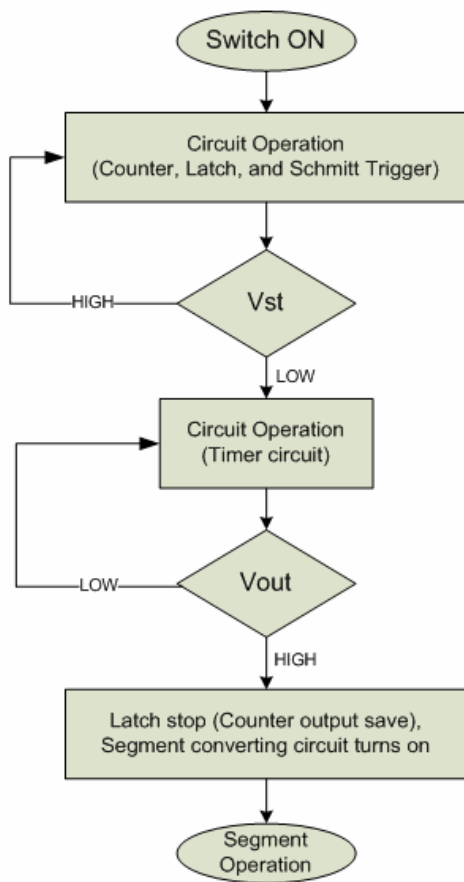 Switch ON
Circuit Operation
(Counter, Latch, and Schmitt Trigger)
Vst
HIGH
LOW
Circuit Operation
(Timer circuit)
Vout
LOW
HIGH
Latch stop (Counter output save),
Segment converting circuit turns on
Segment
Operation